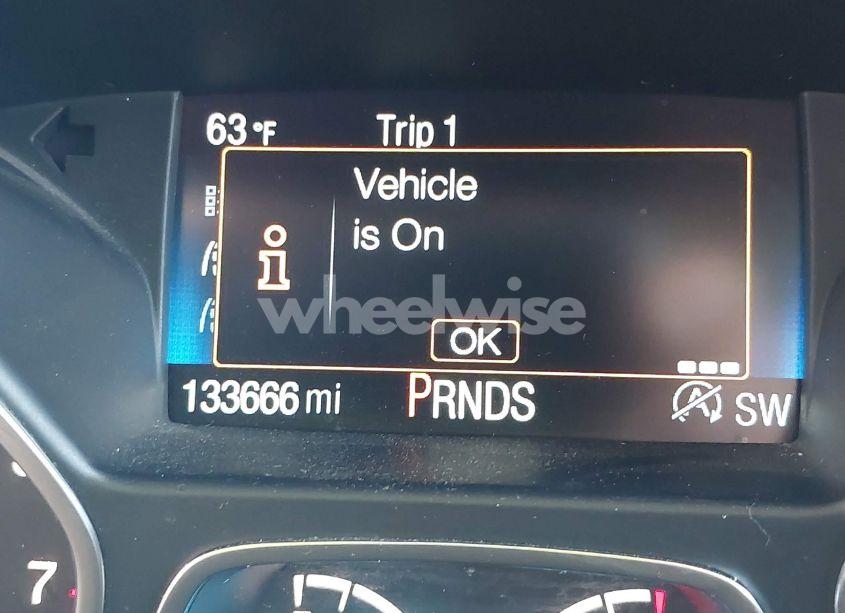 63 °F Trip 1
Vehicle
is On
i
wheelwise
OK
133666 mi PRNDS A SW
7